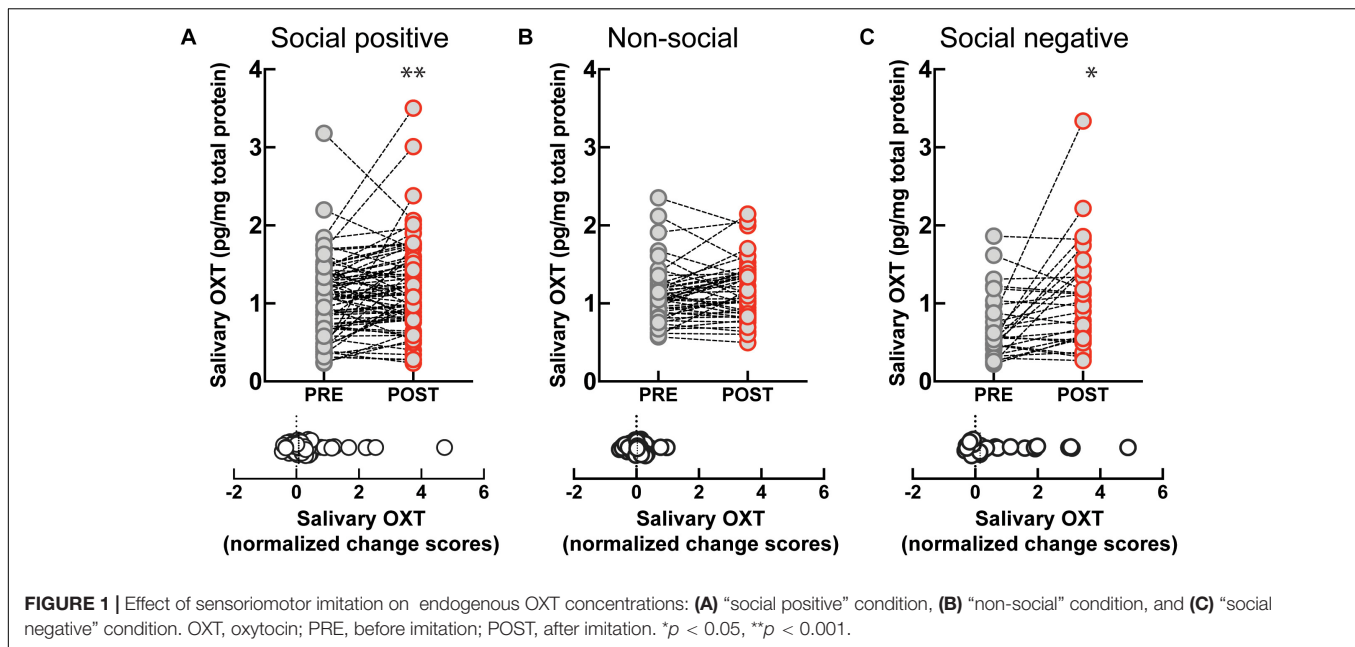 A Social positive
B Non-social
C Social negative
Salivary OXT (pg/mg total protein)
4
3
2
1
0
**
PRE POST
Salivary OXT (pg/mg total protein)
4
3
2
1
0
PRE POST
Salivary OXT (pg/mg total protein)
4
3
2
1
0
*
PRE POST
-2 0 2 4 6
Salivary OXT
(normalized change scores)
-2 0 2 4 6
Salivary OXT
(normalized change scores)
-2 0 2 4 6
Salivary OXT
(normalized change scores)
FIGURE 1 | Effect of sensoriomotor imitation on endogenous OXT concentrations: (A) “social positive” condition, (B) “non-social” condition, and (C) “social
negative” condition. OXT, oxytocin; PRE, before imitation; POST, after imitation. *p < 0.05, **p < 0.001.